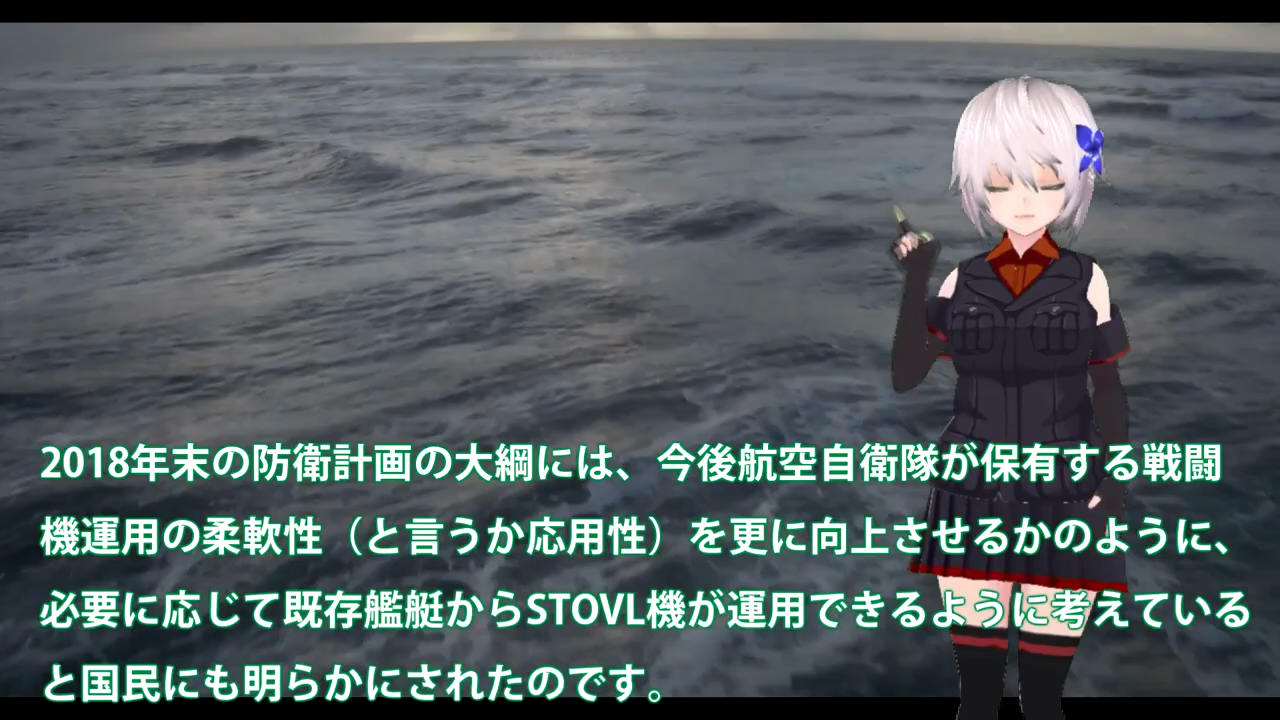 2018年末の防衛計画の大綱には、今後航空自衛隊が保有する戦闘
機運用の柔軟性（と言うか応用性）を更に向上させるかのように、
必要に応じて既存艦艇からSTOVL機が運用できるように考えている
と国民にも明らかにされたのです。